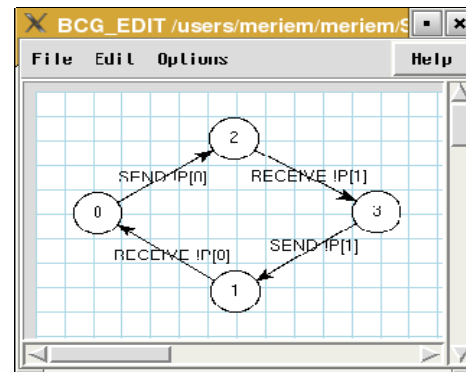 BCG_EDIT /users/meriem/meriem/S
File Edit Options Help
2
SEND !P[0] RECEIVE !P[1]
0 3
RECEIVE !P[0] SEND !P[1]
1